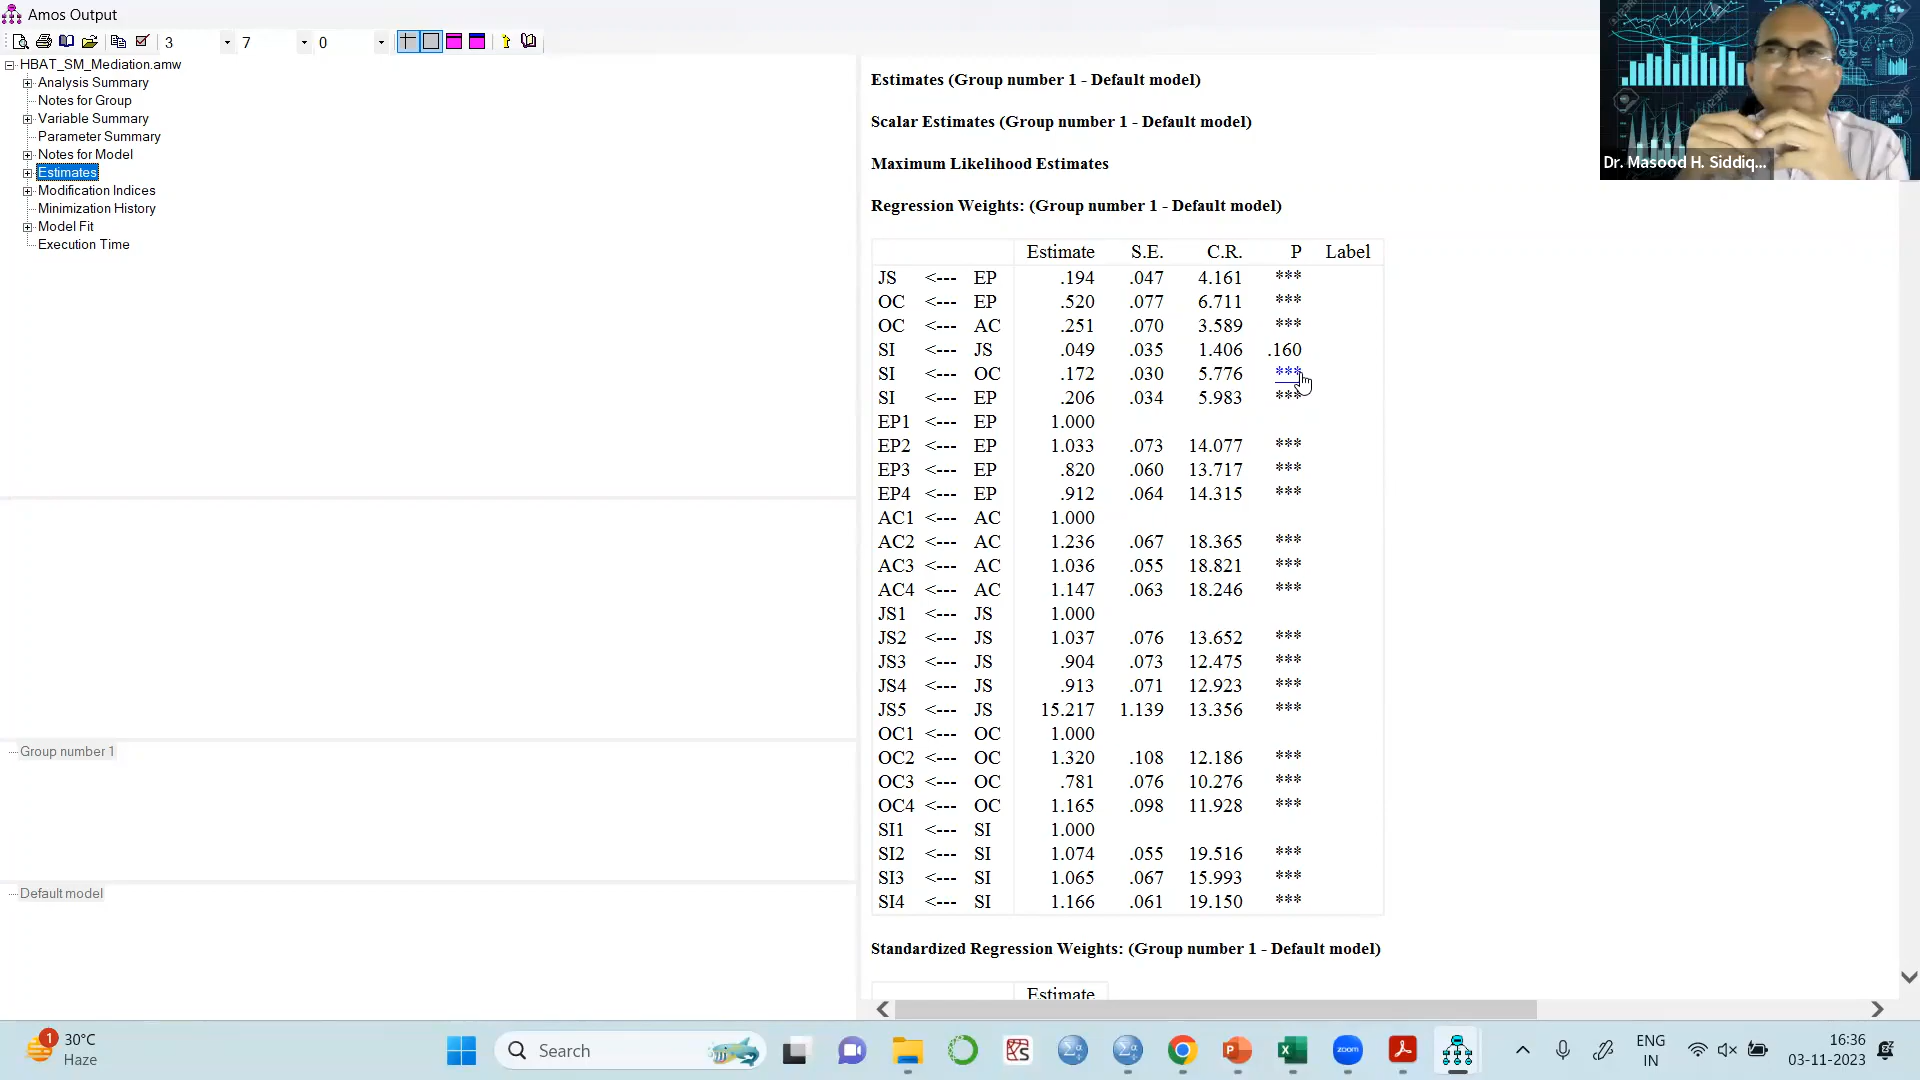 Amos Output
3 7 0
HBAT_SM_Mediation.amw
Analysis Summary
Notes for Group
Variable Summary
Parameter Summary
Notes for Model
Estimates
Modification Indices
Minimization History
Model Fit
Execution Time
Group number 1
Default model
Estimates (Group number 1 - Default model)
Scalar Estimates (Group number 1 - Default model)
Maximum Likelihood Estimates
Regression Weights: (Group number 1 - Default model)
Estimate S.E. C.R. P Label
JS <--- EP .194 .047 4.161 ***
OC <--- EP .520 .077 6.711 ***
OC <--- AC .251 .070 3.589 ***
SI <--- JS .049 .035 1.406 .160
SI <--- OC .172 .030 5.776 ***
SI <--- EP .206 .034 5.983 ***
EP1 <--- EP 1.000
EP2 <--- EP 1.033 .073 14.077 ***
EP3 <--- EP .820 .060 13.717 ***
EP4 <--- EP .912 .064 14.315 ***
AC1 <--- AC 1.000
AC2 <--- AC 1.236 .067 18.365 ***
AC3 <--- AC 1.036 .055 18.821 ***
AC4 <--- AC 1.147 .063 18.246 ***
JS1 <--- JS 1.000
JS2 <--- JS 1.037 .076 13.652 ***
JS3 <--- JS .904 .073 12.475 ***
JS4 <--- JS .913 .071 12.923 ***
JS5 <--- JS 15.217 1.139 13.356 ***
OC1 <--- OC 1.000
OC2 <--- OC 1.320 .108 12.186 ***
OC3 <--- OC .781 .076 10.276 ***
OC4 <--- OC 1.165 .098 11.928 ***
SI1 <--- SI 1.000
SI2 <--- SI 1.074 .055 19.516 ***
SI3 <--- SI 1.065 .067 15.993 ***
SI4 <--- SI 1.166 .061 19.150 ***
Standardized Regression Weights: (Group number 1 - Default model)
Estimate
Dr. Masood H. Siddiq...
1
30°C
Haze
Search
zoom
ENG
IN
16:36
03-11-2023